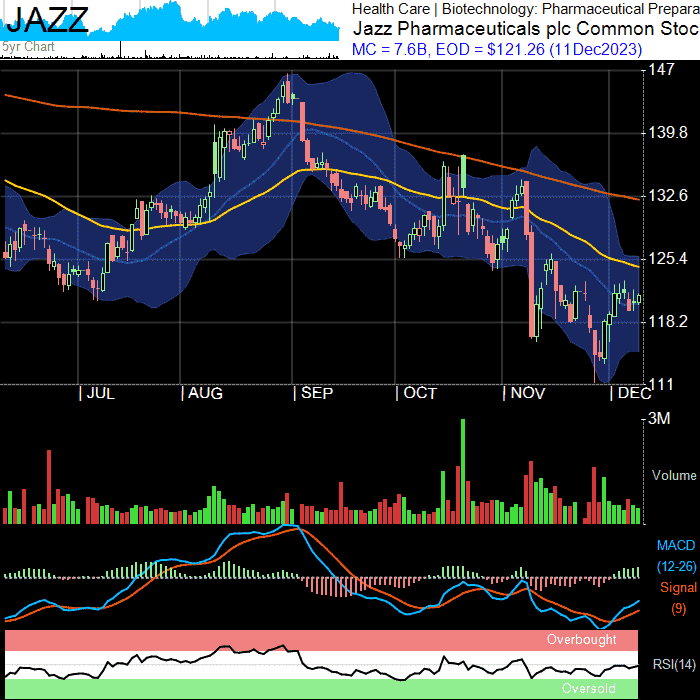 JAZZ
5yr Chart
Health Care | Biotechnology: Pharmaceutical Prepara
Jazz Pharmaceuticals plc Common Stoc
MC = 7.6B, EOD = $121.26 (11Dec2023)
147
139.8
132.6
125.4
118.2
111
JUL
AUG
SEP
OCT
NOV
DEC
3M
Volume
MACD
(12-26)
Signal
(9)
Overbought
RSI(14)
Oversold